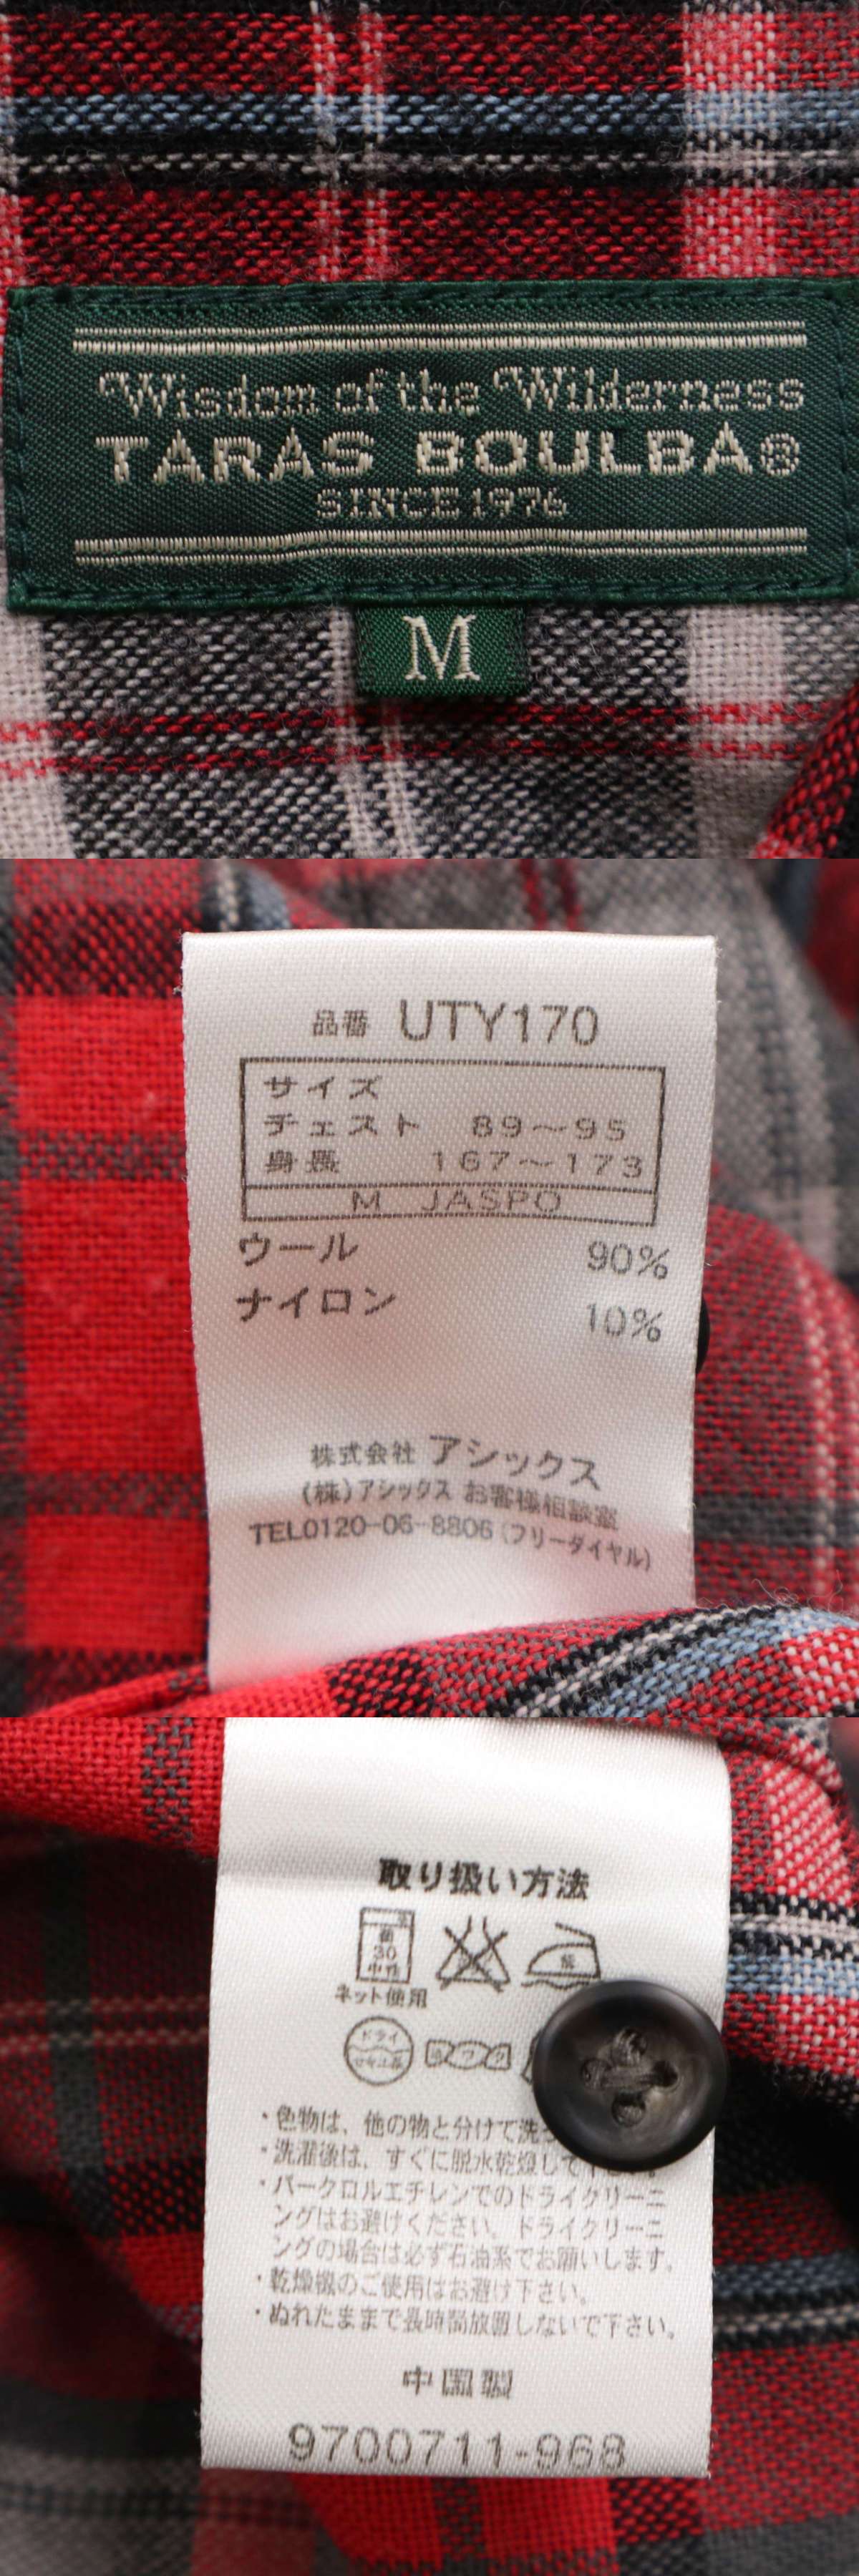 Wisdom of the Wilderness
TARAS BOULBA®
SINCE 1976
M
品番 UTY170
サイズ
チェスト 89〜95
身長 167〜173
M JASPO
ウール 90%
ナイロン 10%
株式会社 アシックス
(株)アシックス お客様相談室
TEL0120-06-8806(フリーダイヤル)
取り扱い方法
30
中性
ネット使用
ドライ
セキユ系
・色物は、他の物と分けて洗
・洗濯後は、すぐに脱水乾燥して下さい。
・パークロルエチレンでのドライクリーニ
ングはお避けください。ドライクリーニ
ングの場合は必ず石油系でお願いします。
・乾燥機のご使用はお避け下さい。
・ぬれたままで長時間放置しないで下さい。
中国製
9700711-968